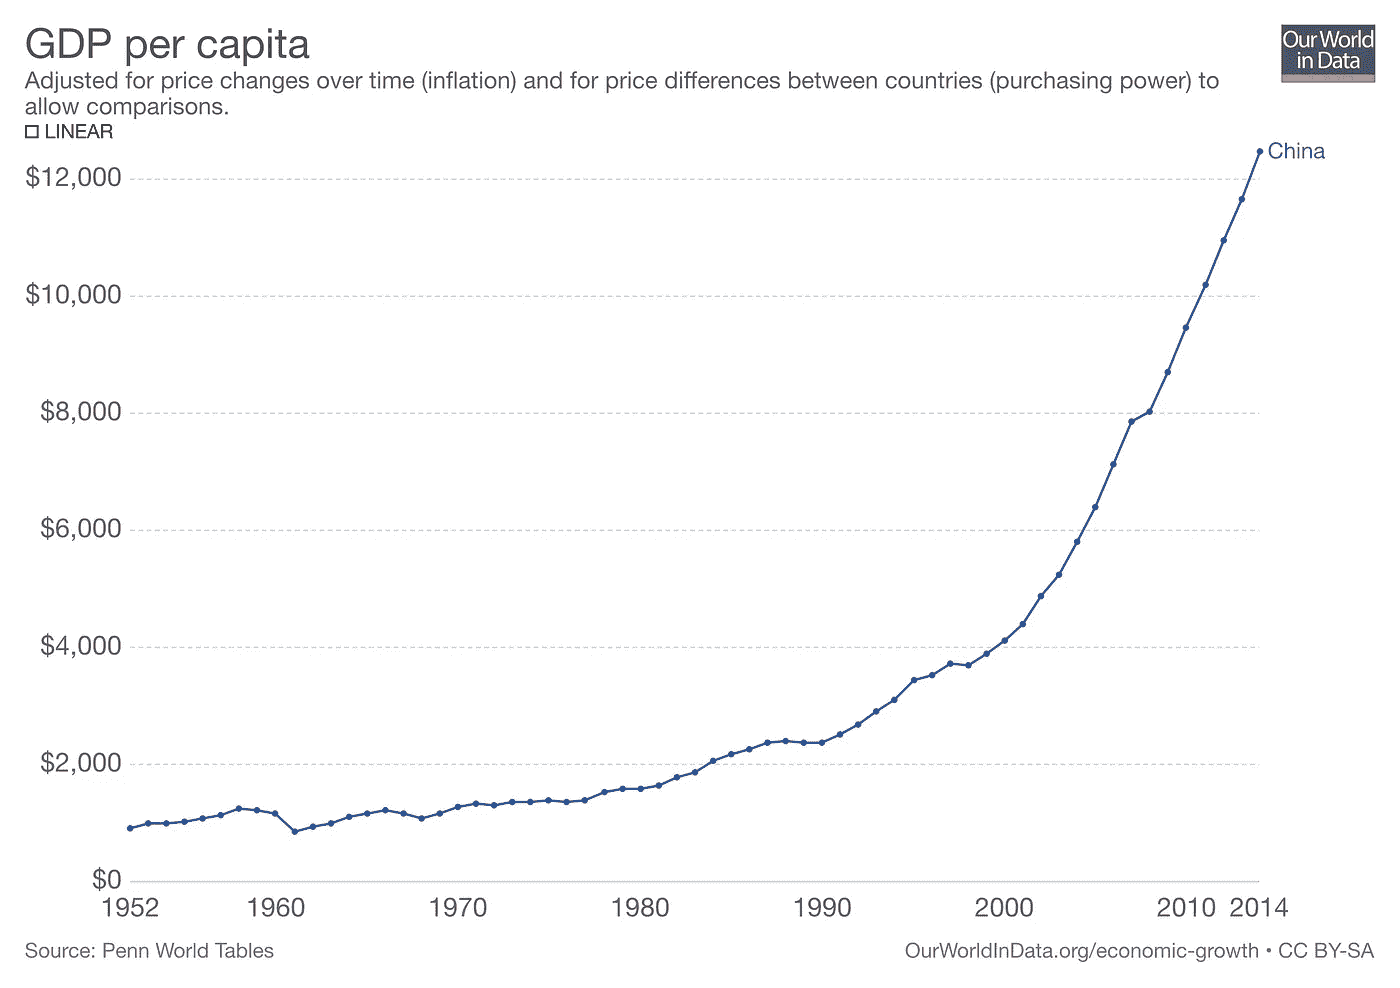 GDP per capita
Our World
in Data
Adjusted for price changes over time (inflation) and for price differences between countries (purchasing power) to
allow comparisons.
LINEAR
China
$12,000
$10,000
$8,000
$6,000
$4,000
$2,000
$0
1952 1960 1970 1980 1990 2000 2010 2014
Source: Penn World Tables
OurWorldInData.org/economic-growth • CC BY-SA